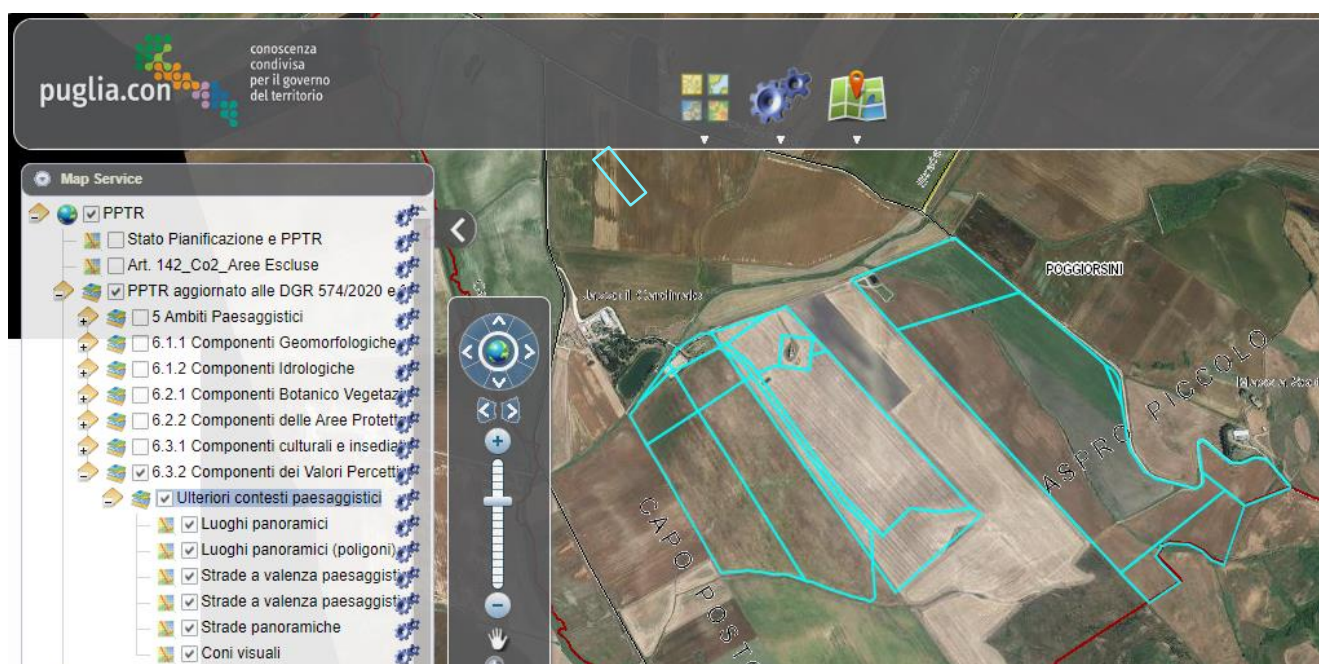 puglia.con
conoscenza
condivisa
per il governo
del territorio
Map Service
PPTR
Stato Pianificazione e PPTR
Art. 142_Co2_Aree Escluse
PPTR aggiornato alle DGR 574/2020 e
5 Ambiti Paesaggistici
6.1.1 Componenti Geomorfologiche
6.1.2 Componenti Idrologiche
6.2.1 Componenti Botanico Vegetaz
6.2.2 Componenti delle Aree Protett
6.3.1 Componenti culturali e insedia
6.3.2 Componenti dei Valori Percett
Ulteriori contesti paesaggistici
Luoghi panoramici
Luoghi panoramici (poligoni)
Strade a valenza paesaggist
Strade a valenza paesaggist
Strade panoramiche
Coni visuali
POGGIORSINI
ASPRO PICCOLO
CAPO POSTO